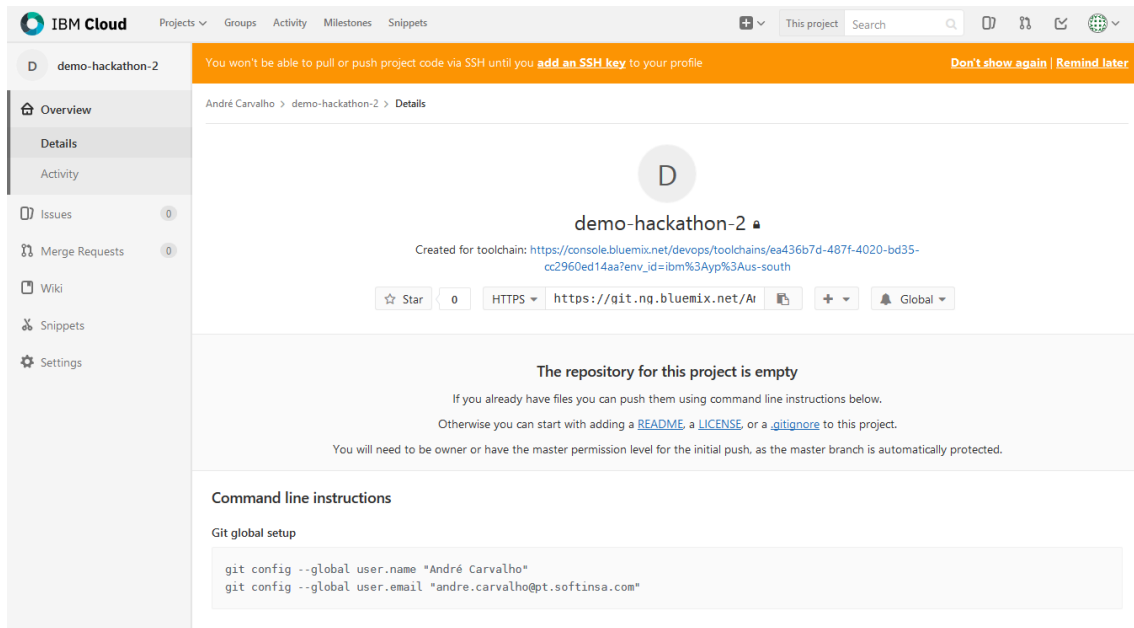 IBM Cloud Projects Groups Activity Milestones Snippets This project Search
D demo-hackathon-2
You won't be able to pull or push project code via SSH until you add an SSH key to your profile Don't show again | Remind later
Overview
Details
Activity
Issues 0
Merge Requests 0
Wiki
Snippets
Settings
André Carvalho > demo-hackathon-2 > Details
D
demo-hackathon-2
Created for toolchain: https://console.bluemix.net/devops/toolchains/ea436b7d-487f-4020-bd35-
cc2960ed14aa?env_id=ibm%3Ayp%3Aus-south
Star 0 HTTPS https://git.ng.bluemix.net/Ar Global
The repository for this project is empty
If you already have files you can push them using command line instructions below.
Otherwise you can start with adding a README, a LICENSE, or a .gitignore to this project.
You will need to be owner or have the master permission level for the initial push, as the master branch is automatically protected.
Command line instructions
Git global setup
git config --global user.name "André Carvalho"
git config --global user.email "andre.carvalho@pt.softinsa.com"